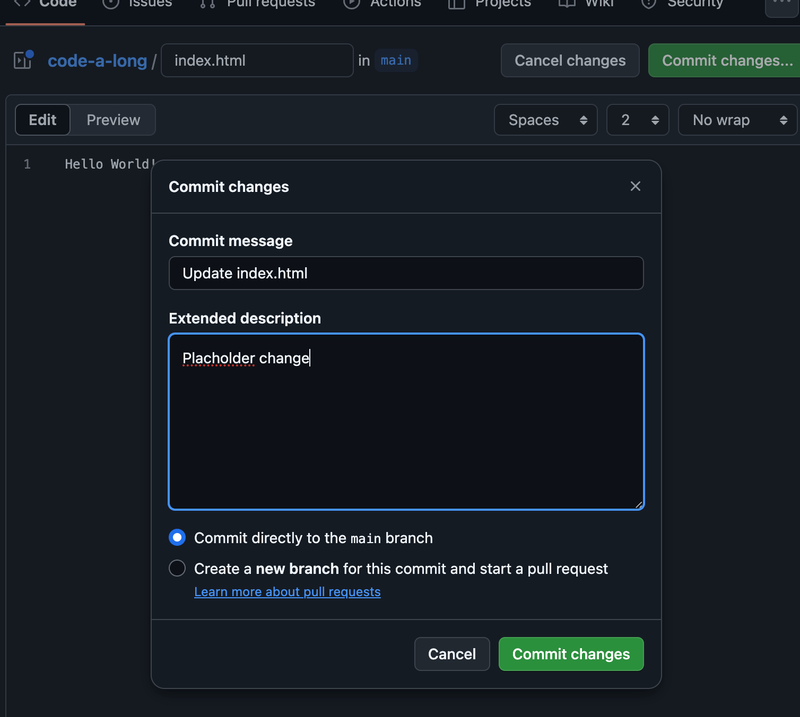 Code Issues Pull requests Actions Projects Wiki Security
code-a-long / index.html in main Cancel changes Commit changes...
Edit Preview Spaces 2 No wrap
1 Hello World!
Commit changes
Commit message
Update index.html
Extended description
Placholder change
Commit directly to the main branch
Create a new branch for this commit and start a pull request
Learn more about pull requests
Cancel Commit changes